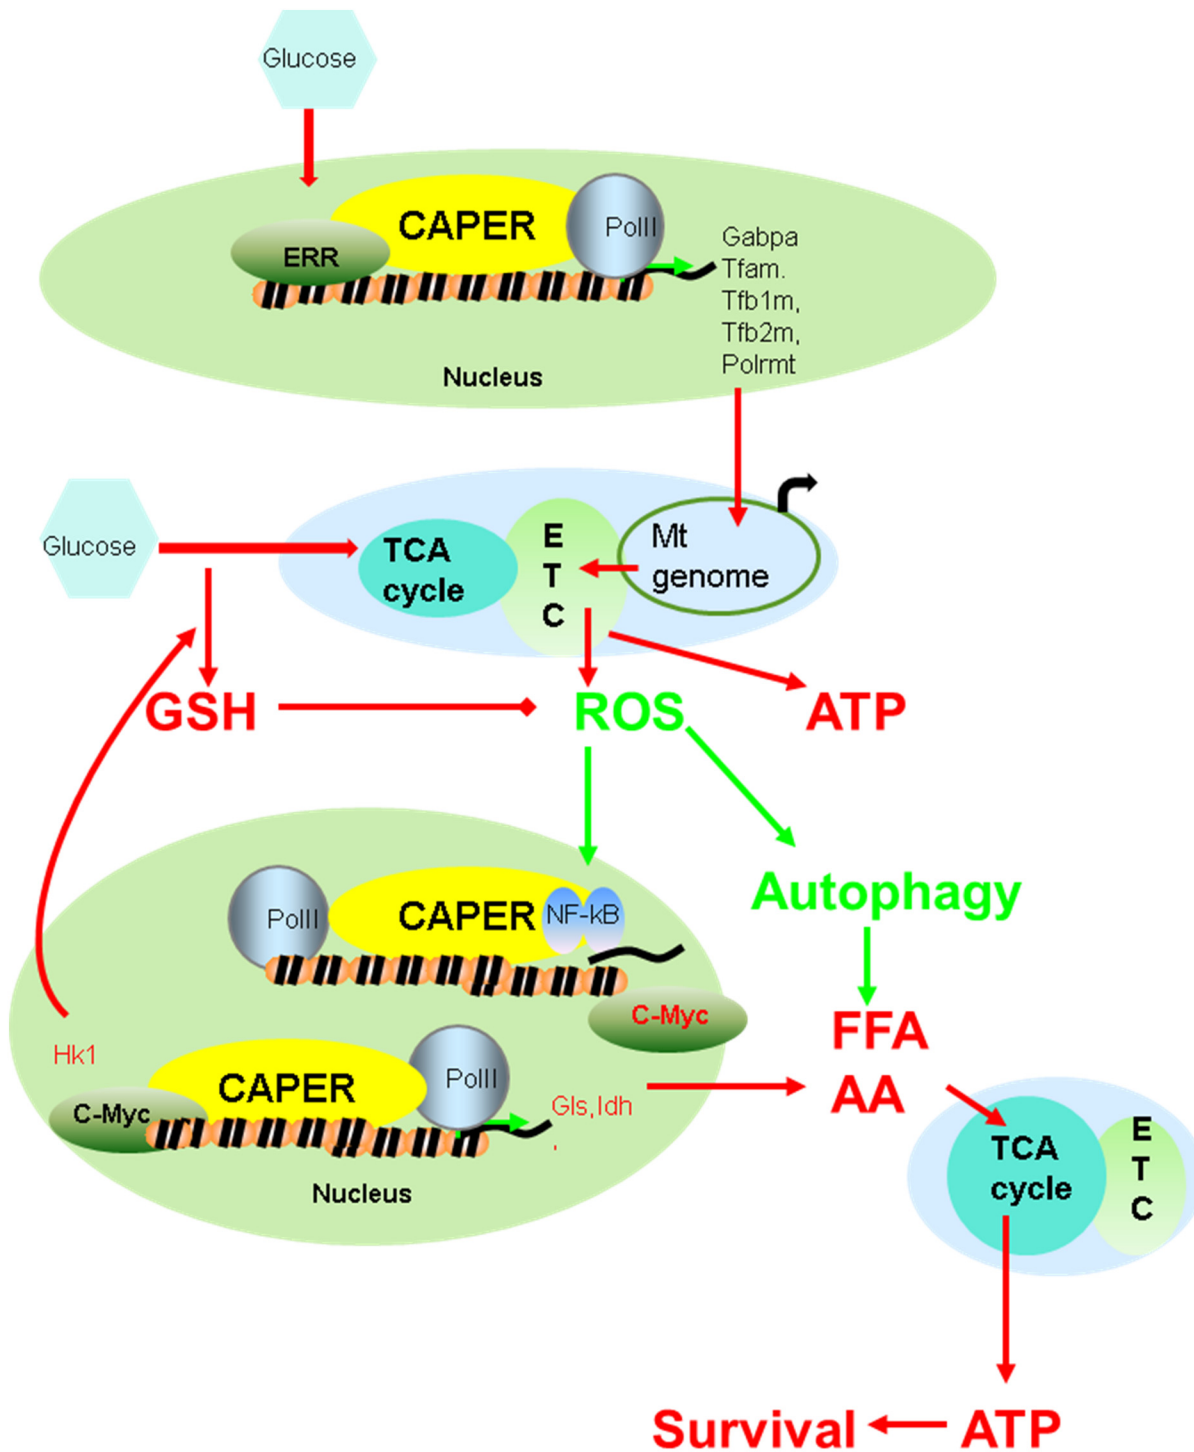 Glucose
CAPER
PolII
ERR
Gabpa
Tfam.
Tfb1m,
Tfb2m,
Polrmt
Nucleus
Glucose
TCA
cycle
E
T
C
Mt
genome
GSH
ROS
ATP
Autophagy
PolII
CAPER
NF-kB
C-Myc
FFA
AA
Hk1
CAPER
PolII
C-Myc
Gls,Idh
,
Nucleus
TCA
cycle
E
T
C
Survival
ATP